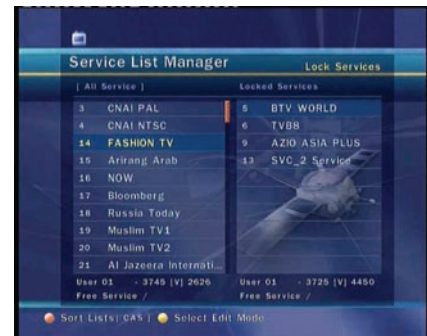 Service List Manager
Lock Services
[ All Service ]
3 CNAI PAL
4 CNAI NTSC
14 FASHION TV
15 Arirang Arab
16 NOW
17 Bloomberg
18 Russia Today
19 Muslim TV1
20 Muslim TV2
21 Al Jazeera Internati...
User 01 - 3745 [V] 2626
Free Service /
Locked Services
5 BTV WORLD
6 TVB8
9 AZIO ASIA PLUS
13 SVC_2 Service
User 01 - 3725 [V] 4450
Free Service /
Sort Lists[ CAS ] Select Edit Mode